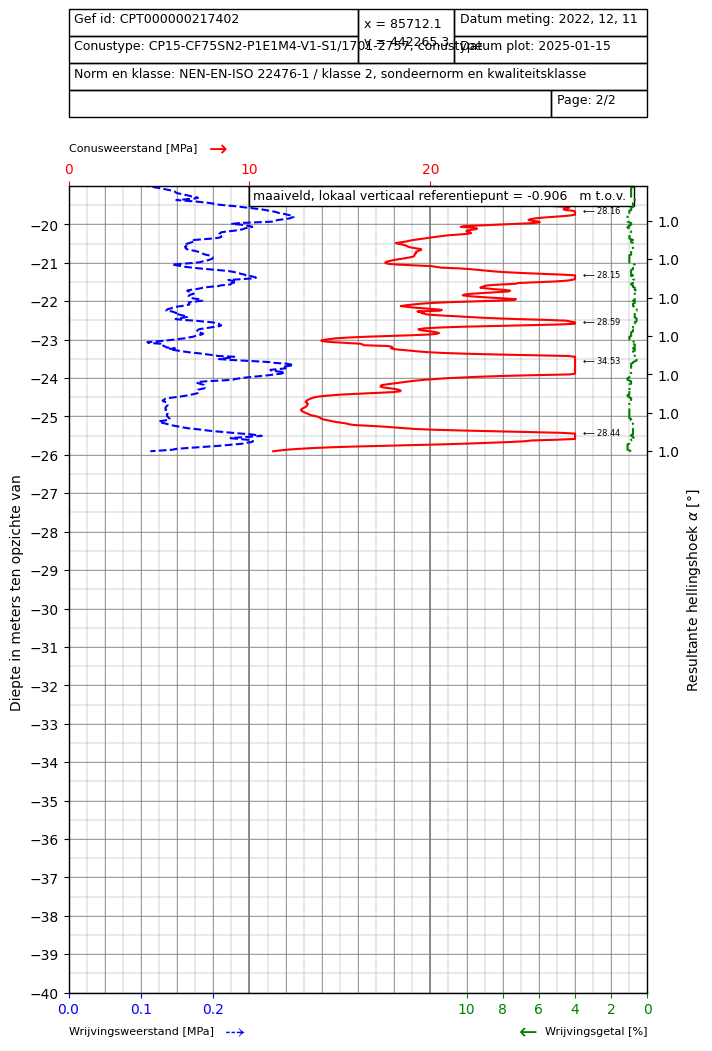 Gef id: CPT000000217402
x = 85712.1
y = 442265.3
Datum meting: 2022, 12, 11
Conustype: CP15-CF75SN2-P1E1M4-V1-S1/1701-2757, conustype
Datum plot: 2025-01-15
Norm en klasse: NEN-EN-ISO 22476-1 / klasse 2, sondeernorm en kwaliteitsklasse
Page: 2/2
Conusweerstand [MPa] →
0 10 20
maaiveld, lokaal verticaal referentiepunt = -0.906 m t.o.v.
←28.16
−20 1.0
−21 1.0
←28.15
−22 1.0
←28.59
−23 1.0
←34.53
−24 1.0
−25 1.0
←28.44
−26 1.0
−27
−28
−29
−30
−31
−32
−33
−34
−35
−36
−37
−38
−39
−40
Diepte in meters ten opzichte van
Resultante hellingshoek α [°]
0.0 0.1 0.2 10 8 6 4 2 0
Wrijvingsweerstand [MPa] ⤏ ← Wrijvingsgetal [%]